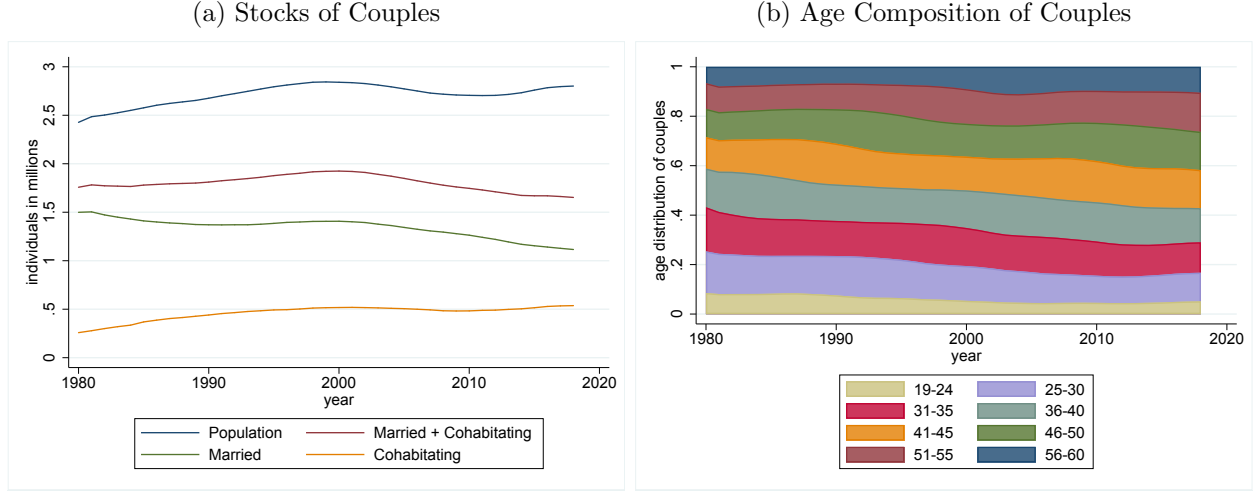 (a) Stocks of Couples
individuals in millions
3
2.5
2
1.5
1
.5
0
1980 1990 2000 2010 2020
year
Population Married + Cohabitating
Married Cohabitating
(b) Age Composition of Couples
age distribution of couples
1
.8
.6
.4
.2
0
1980 1990 2000 2010 2020
year
19-24 25-30
31-35 36-40
41-45 46-50
51-55 56-60